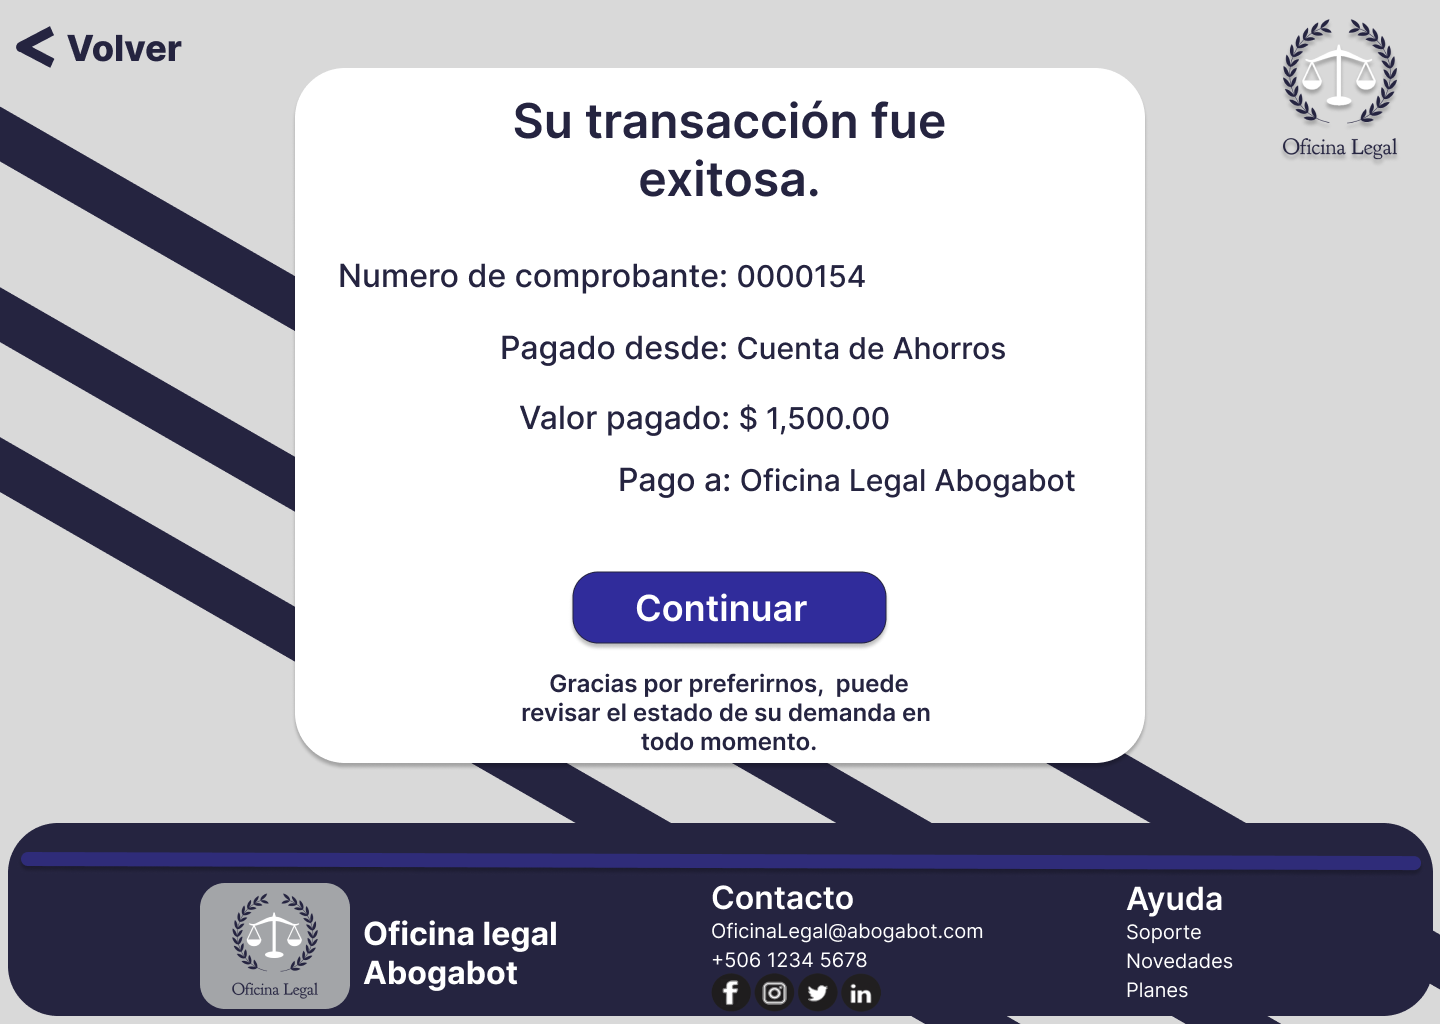 Volver
Oficina Legal
Su transacción fue
exitosa.
Numero de comprobante: 0000154
Pagado desde: Cuenta de Ahorros
Valor pagado: $ 1,500.00
Pago a: Oficina Legal Abogabot
Continuar
Gracias por preferirnos,  puede
revisar el estado de su demanda en
todo momento.
Oficina Legal
Oficina legal
Abogabot
Contacto
OficinaLegal@abogabot.com
+506 1234 5678
Ayuda
Soporte
Novedades
Planes